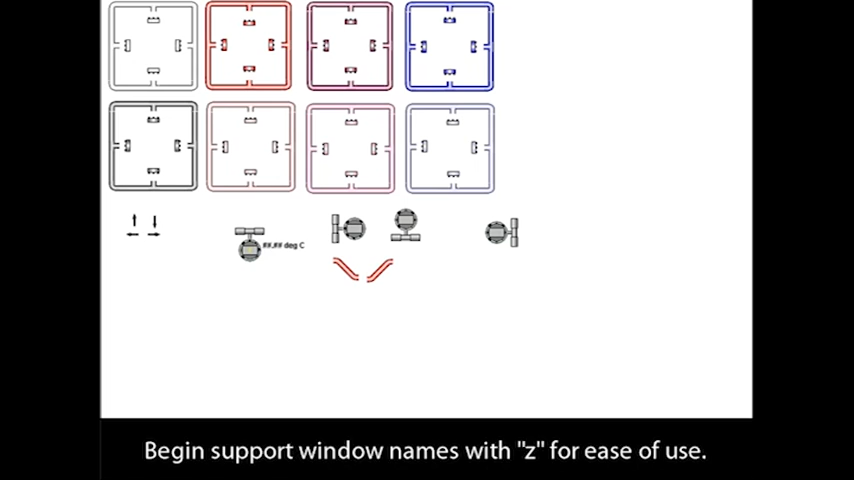 ##.## deg C
Begin support window names with "z" for ease of use.